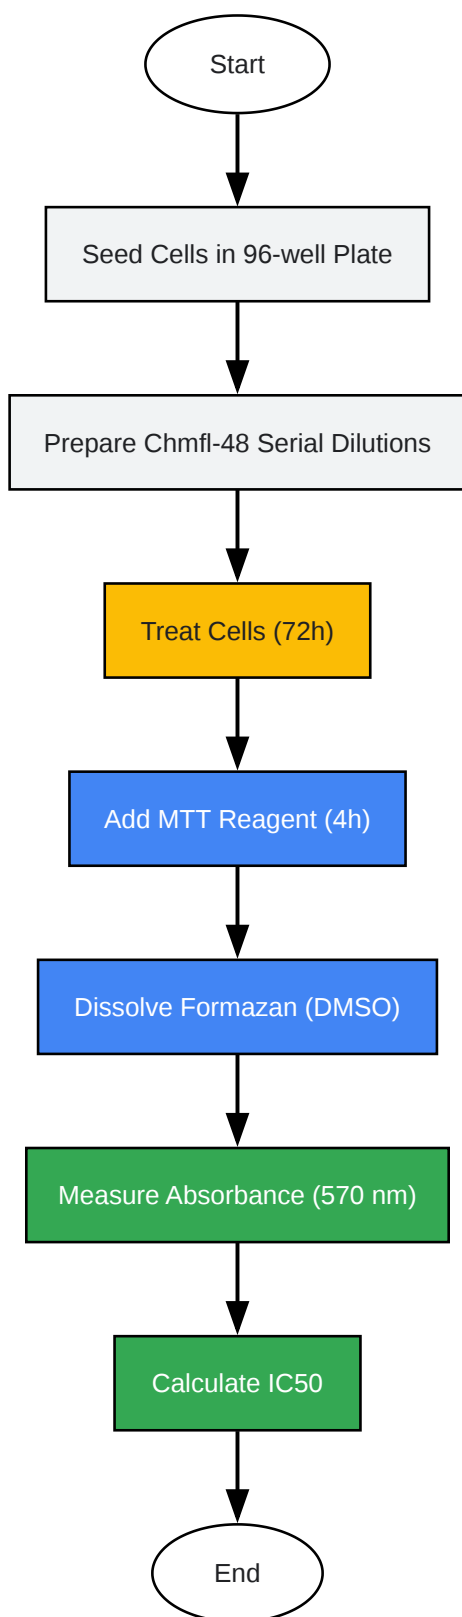 Start
Seed Cells in 96-well Plate
Prepare Chmfl-48 Serial Dilutions
Treat Cells (72h)
Add MTT Reagent (4h)
Dissolve Formazan (DMSO)
Measure Absorbance (570 nm)
Calculate IC50
End